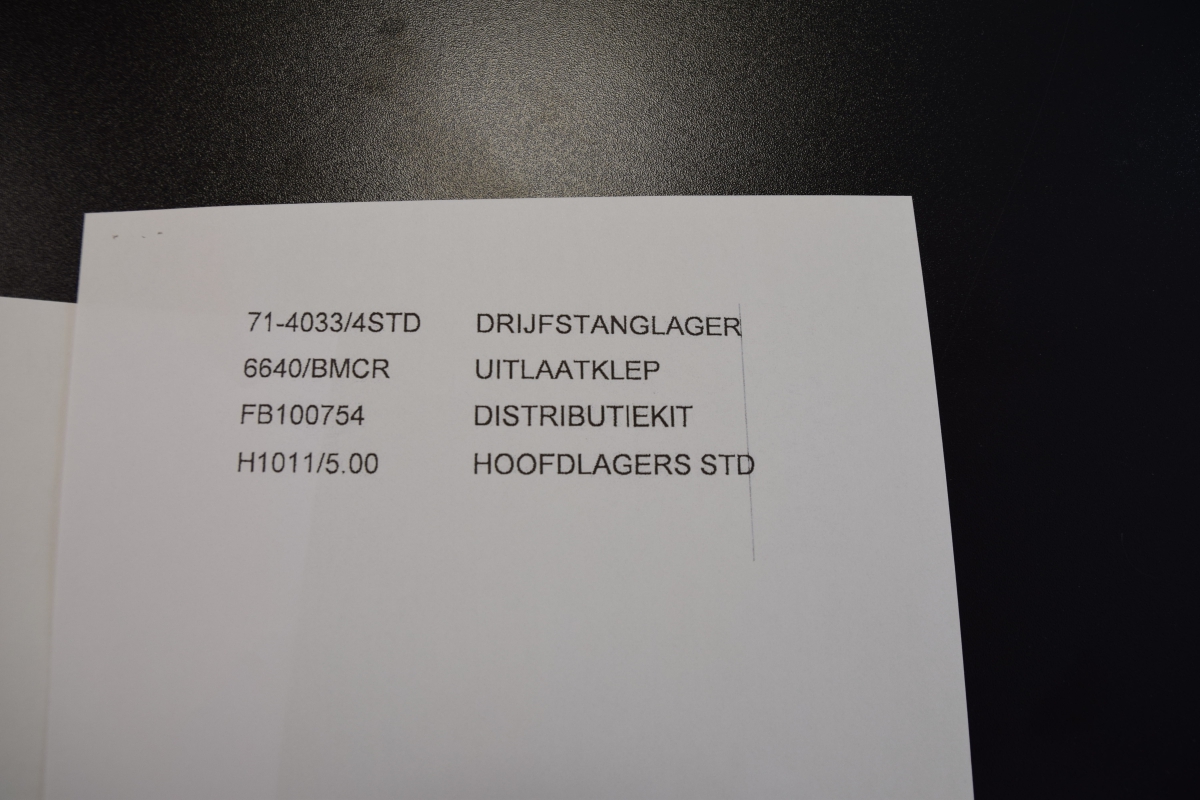 71-4033/4STD DRIJFSTANGLAGER
6640/BMCR UITLAATKLEP
FB100754 DISTRIBUTIEKIT
H1011/5.00 HOOFDLAGERS STD